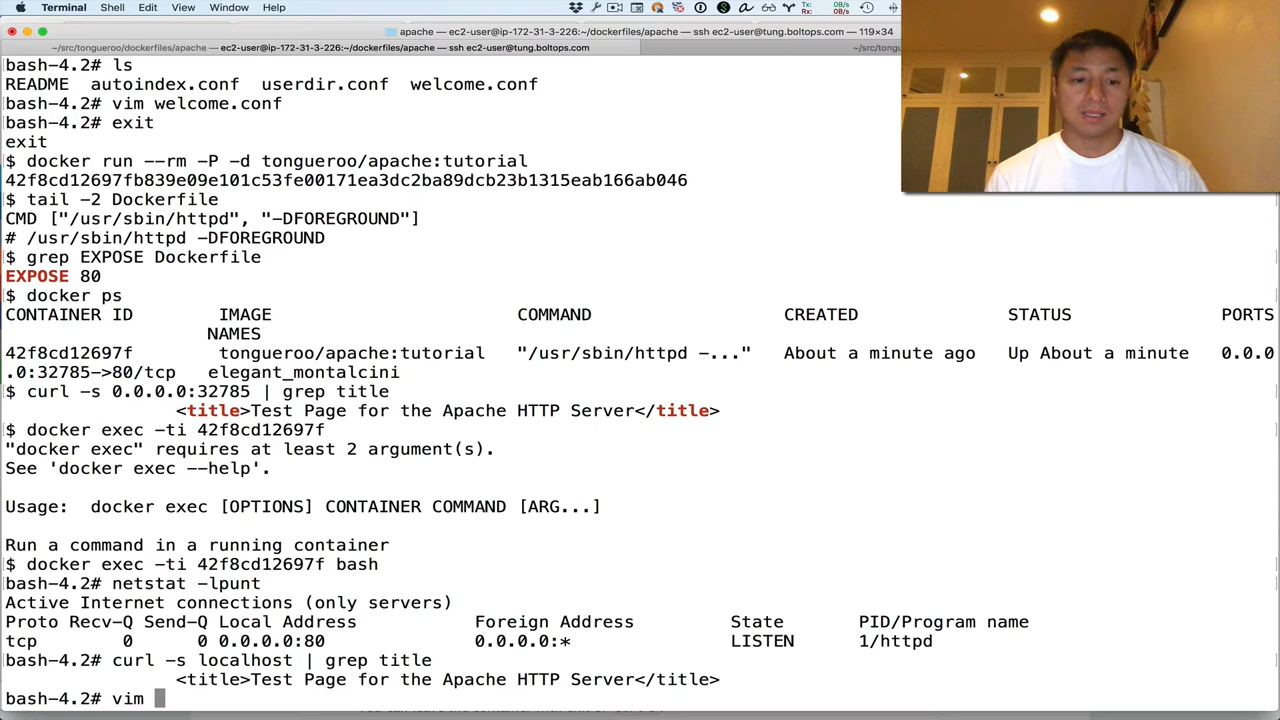 Terminal Shell Edit View Window Help
0B/s
Tx:
Rx:
0B/s
apache — ec2-user@ip-172-31-3-226:~/dockerfiles/apache — ssh ec2-user@tung.boltops.com — 119×34
~/src/tongueroo/dockerfiles/apache — ec2-user@ip-172-31-3-226:~/dockerfiles/apache — ssh ec2-user@tung.boltops.com
~/src/tong
bash-4.2# ls
README autoindex.conf userdir.conf welcome.conf
bash-4.2# vim welcome.conf
bash-4.2# exit
exit
$ docker run --rm -P -d tongueroo/apache:tutorial
42f8cd12697fb839e09e101c53fe00171ea3dc2ba89dcb23b1315eab166ab046
$ tail -2 Dockerfile
CMD ["/usr/sbin/httpd", "-DFOREGROUND"]
# /usr/sbin/httpd -DFOREGROUND
$ grep EXPOSE Dockerfile
EXPOSE 80
$ docker ps
CONTAINER ID IMAGE COMMAND CREATED STATUS PORTS
NAMES
42f8cd12697f tongueroo/apache:tutorial "/usr/sbin/httpd -..." About a minute ago Up About a minute 0.0.0
.0:32785->80/tcp elegant_montalcini
$ curl -s 0.0.0.0:32785 | grep title
<title>Test Page for the Apache HTTP Server</title>
$ docker exec -ti 42f8cd12697f
"docker exec" requires at least 2 argument(s).
See 'docker exec --help'.
Usage: docker exec [OPTIONS] CONTAINER COMMAND [ARG...]
Run a command in a running container
$ docker exec -ti 42f8cd12697f bash
bash-4.2# netstat -lpunt
Active Internet connections (only servers)
Proto Recv-Q Send-Q Local Address Foreign Address State PID/Program name
tcp 0 0 0.0.0.0:80 0.0.0.0:* LISTEN 1/httpd
bash-4.2# curl -s localhost | grep title
<title>Test Page for the Apache HTTP Server</title>
bash-4.2# vim